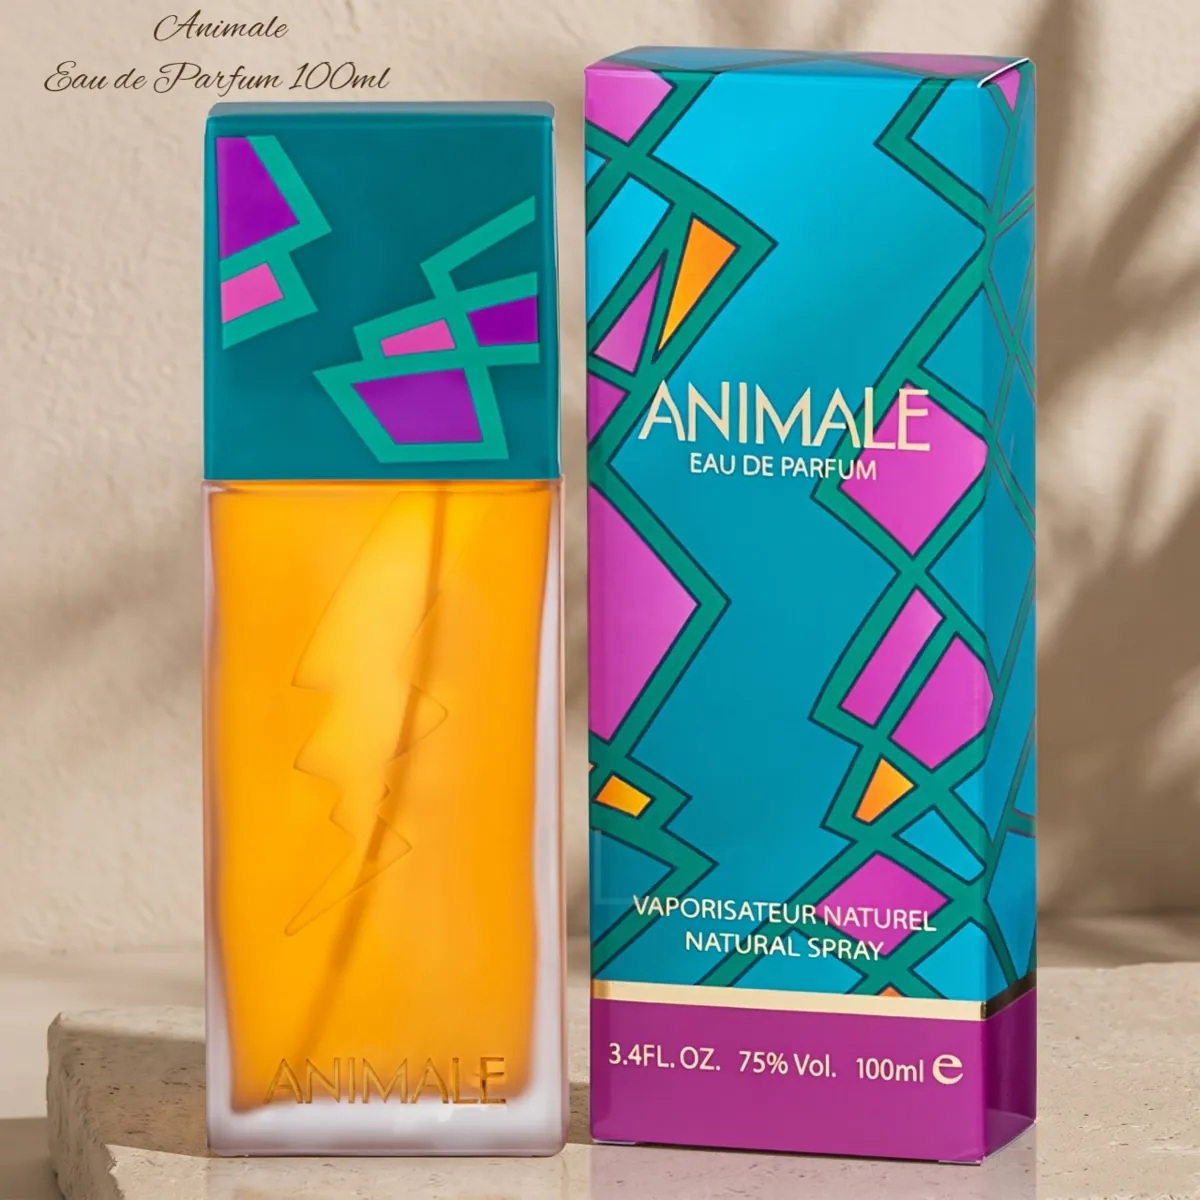 Animale
Eau de Parfum 100ml
ANIMALE
EAU DE PARFUM
VAPORISATEUR NATUREL
NATURAL SPRAY
3.4FL. OZ. 75% Vol. 100ml e
ANIMALE